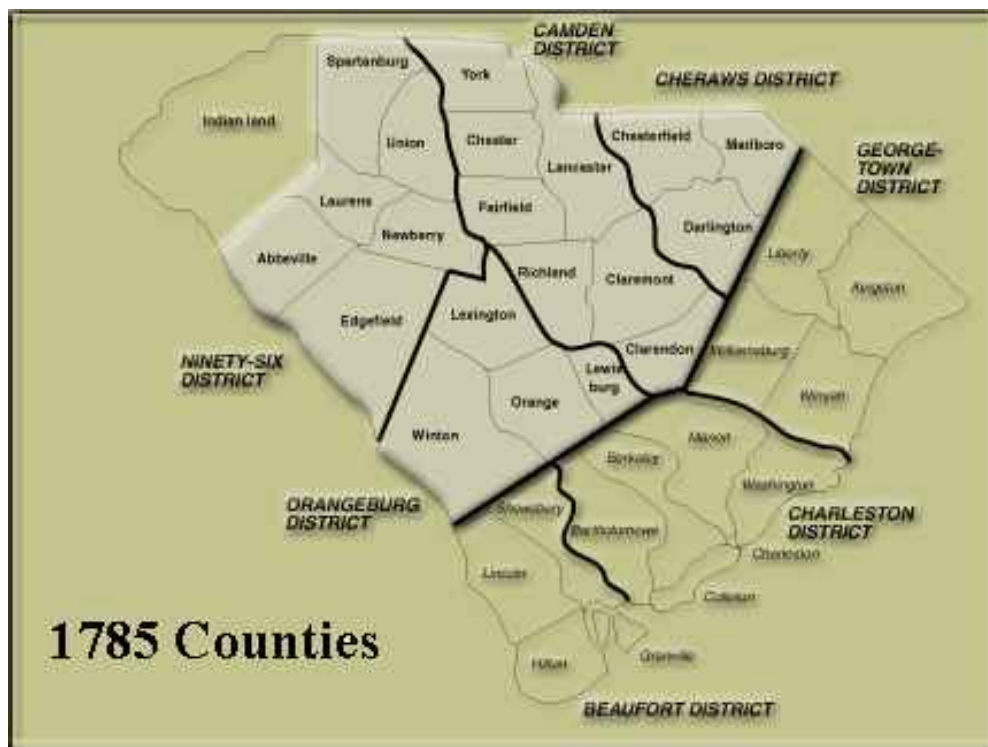 CAMDEN
DISTRICT
Spartanburg
York
CHERAWS DISTRICT
Indian land
Union
Chester
Chesterfield
Marlboro
GEORGE-
TOWN
DISTRICT
Lancaster
Laurens
Fairfield
Newberry
Darlington
Abbeville
Richland
Claremont
Liberty
Kingston
Edgefield
Lexington
Clarendon
Williamsburg
NINETY-SIX
DISTRICT
Lewis
burg
Winyah
Orange
Winton
Marion
Berkeley
Washington
ORANGEBURG
DISTRICT
Shrewsbury
Bartholomew
CHARLESTON
DISTRICT
Charleston
Lincoln
Colleton
1785 Counties
Hilton
Granville
BEAUFORT DISTRICT